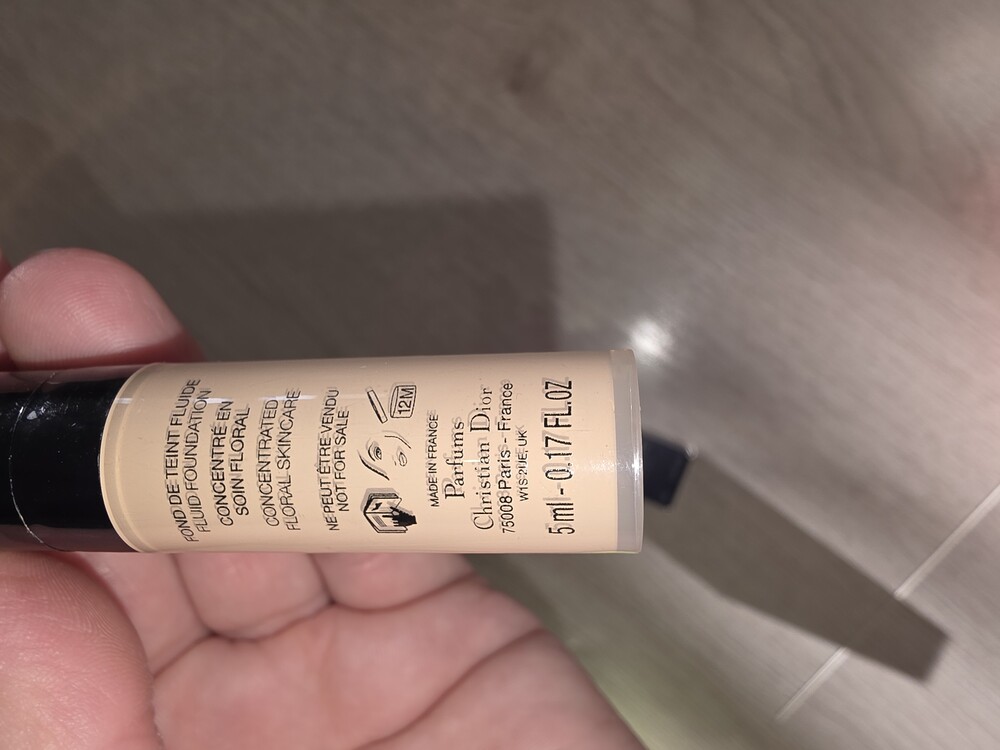 FOND DE TEINT FLUIDE
FLUID FOUNDATION
CONCENTRÉ EN
SOIN FLORAL
CONCENTRATED
FLORAL SKINCARE
NE PEUT ÊTRE VENDU
NOT FOR SALE
12M
MADE IN FRANCE
Parfums
Christian Dior
75008 Paris - France
W1S 2UE, UK
5 ml - 0.17 FL.OZ